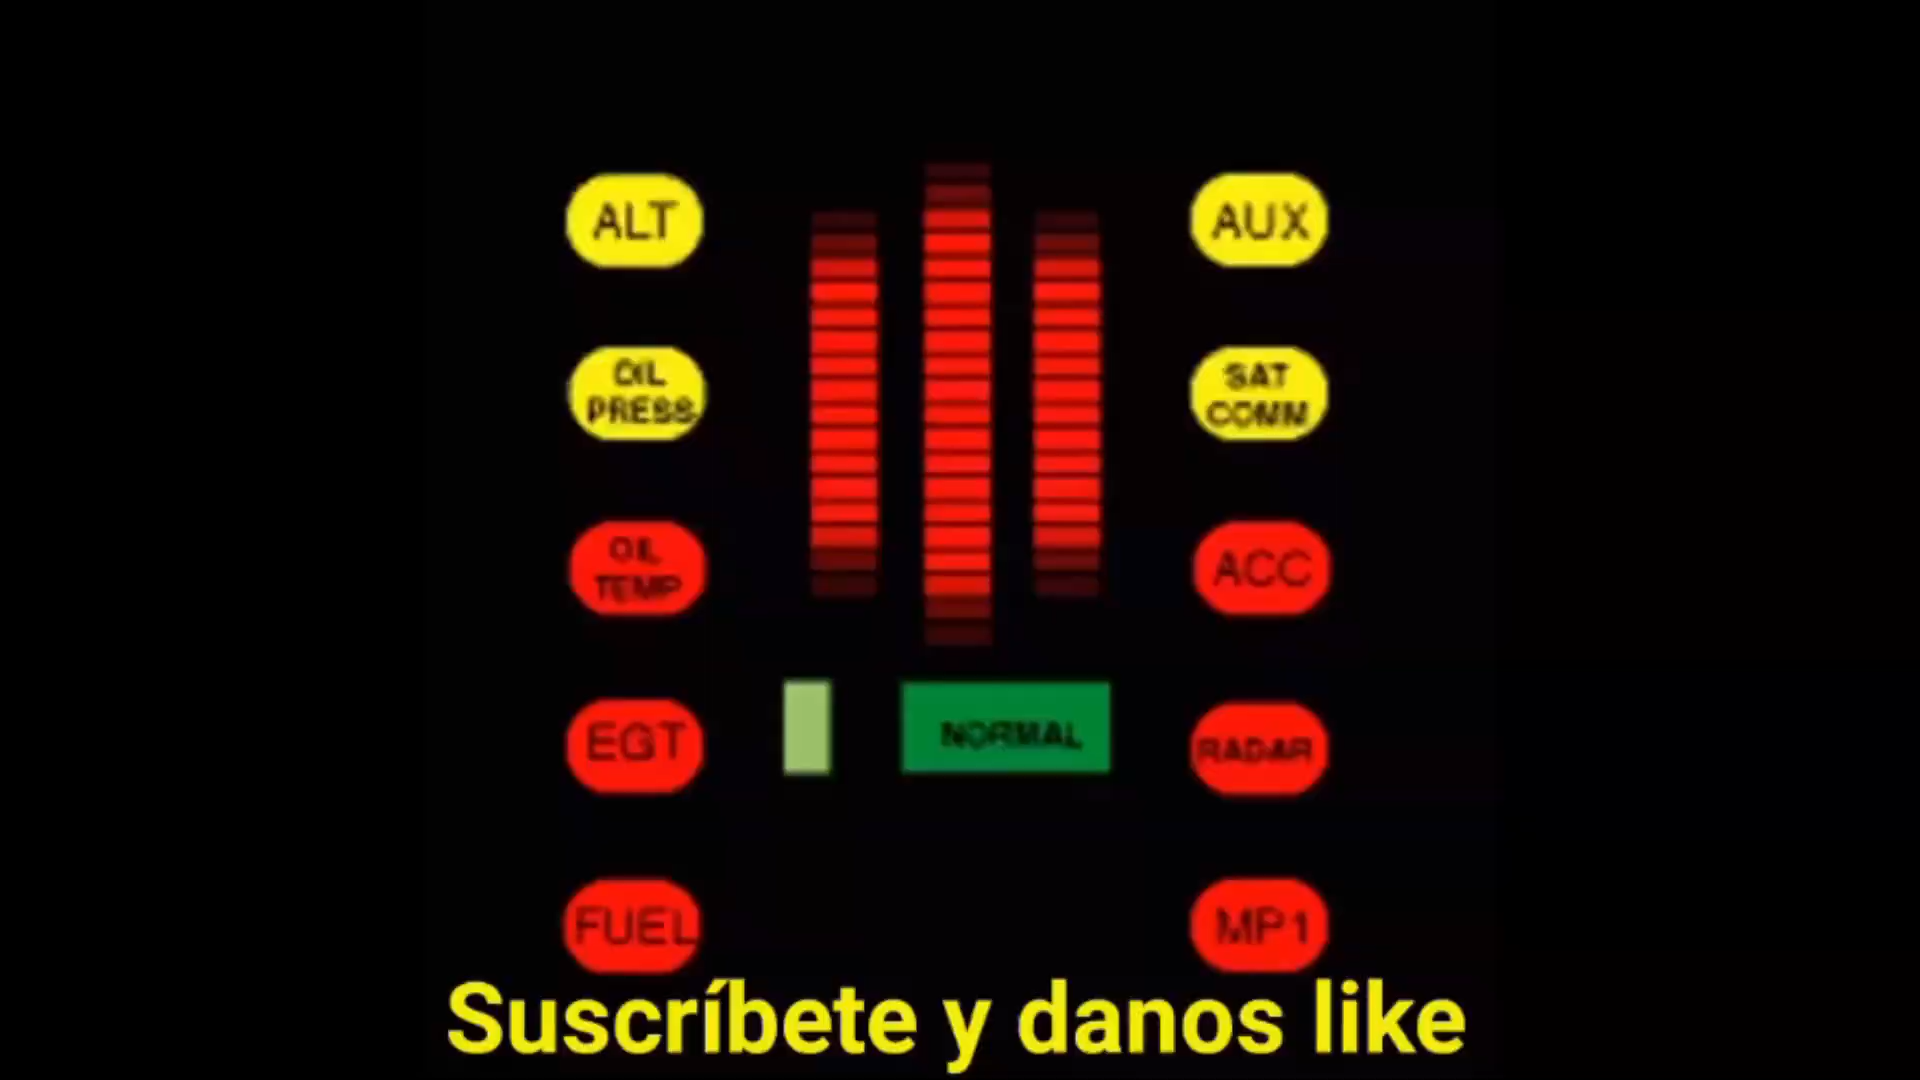 ALT
AUX
OIL
PRESS
SAT
COMM
OIL
TEMP
ACC
EGT
NORMAL
RADAR
FUEL
MP1
Suscríbete y danos like